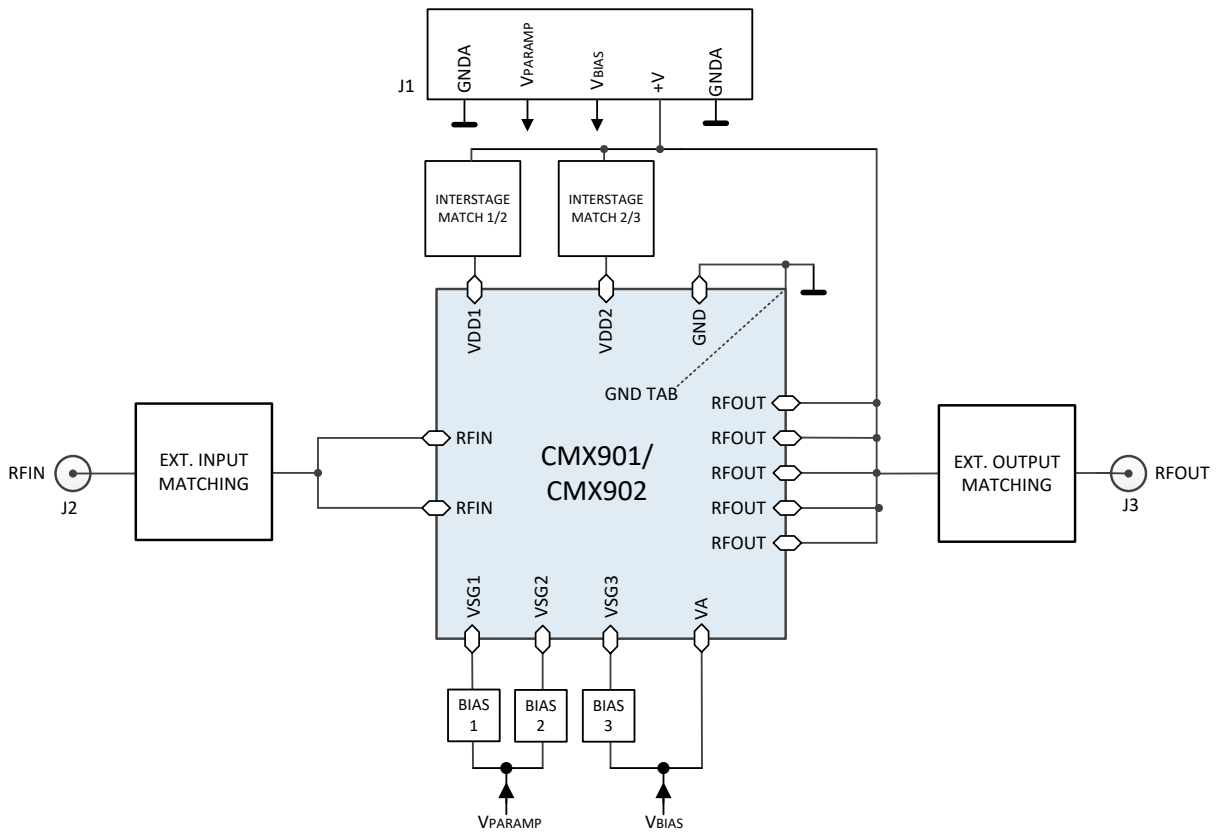 J1
GNDA
VPARAMP
VBIAS
+V
GNDA
INTERSTAGE
MATCH 1/2
INTERSTAGE
MATCH 2/3
VDD1
VDD2
GND
GND TAB
RFIN
J2
EXT. INPUT
MATCHING
RFIN
RFIN
CMX901/
CMX902
RFOUT
RFOUT
RFOUT
RFOUT
RFOUT
EXT. OUTPUT
MATCHING
RFOUT
J3
VSG1
VSG2
VSG3
VA
BIAS
1
BIAS
2
BIAS
3
VPARAMP
VBIAS